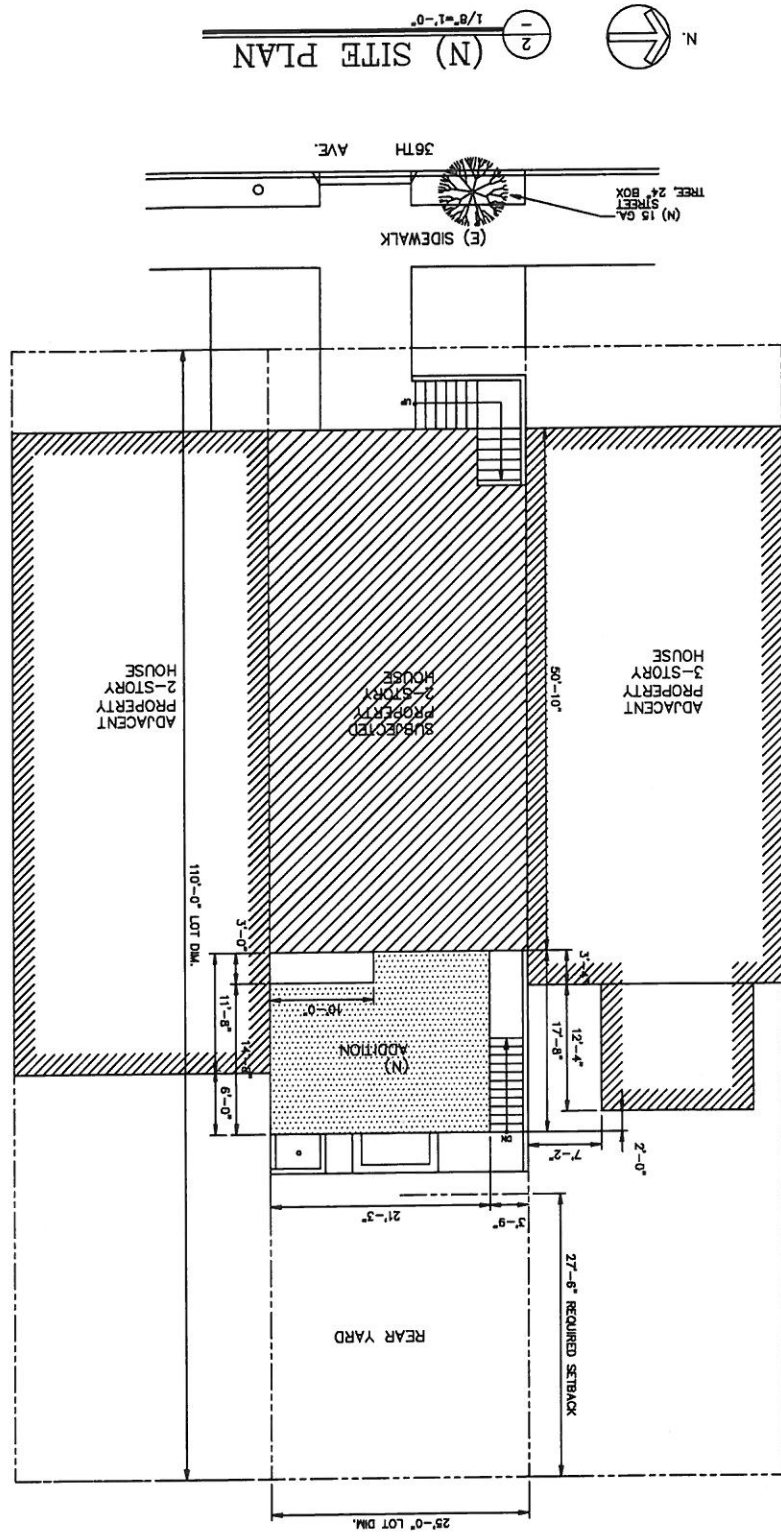 25'-0" LOT DIM.
27'-6" REQUIRED SETBACK
REAR YARD
3'-9"
21'-3"
2'-0"
7'-2"
DN
6'-0"
14'-8"
(N)
ADDITION
12'-4"
17'-8"
11'-8"
10'-0"
3'-4"
3'-0"
110'-0" LOT DIM.
ADJACENT
PROPERTY
3-STORY
HOUSE
50'-10"
SUBJECTED
PROPERTY
2-STORY
HOUSE
ADJACENT
PROPERTY
2-STORY
HOUSE
UP
(E) SIDEWALK
(N) 15 GA.
STREET
TREE, 24" BOX
36TH AVE.
N.
2
–
(N) SITE PLAN
1/8"=1'-0"